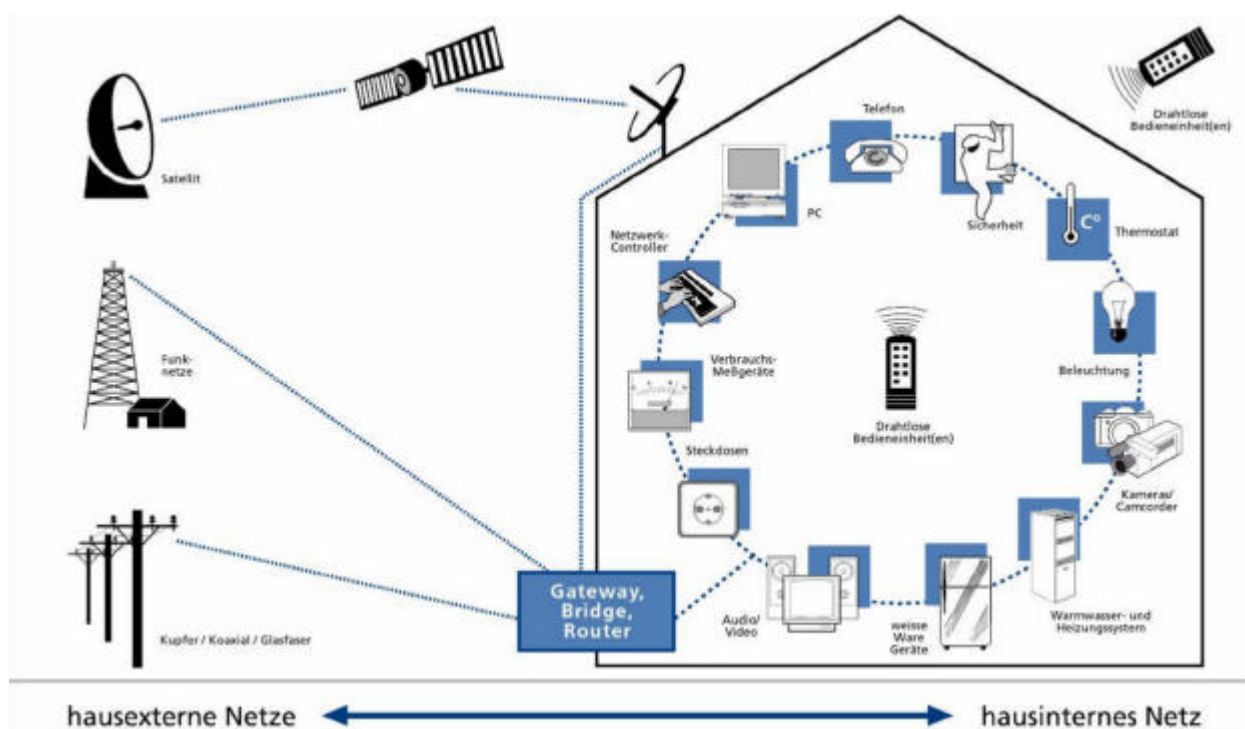 Drahtlose
Bedieneinheit(en)
Telefon
Satellit
PC
Sicherheit
C°
Thermostat
Netzwerk-
Controller
Funk-
netze
Verbrauchs-
Meßgeräte
Beleuchtung
Drahtlose
Bedieneinheit(en)
Steckdosen
Kameras/
Camcorder
Gateway,
Bridge,
Router
Kupfer / Koaxial / Glasfaser
Audio/
Video
weisse
Ware
Geräte
Warmwasser- und
Heizungssystem
hausexterne Netze
hausinternes Netz